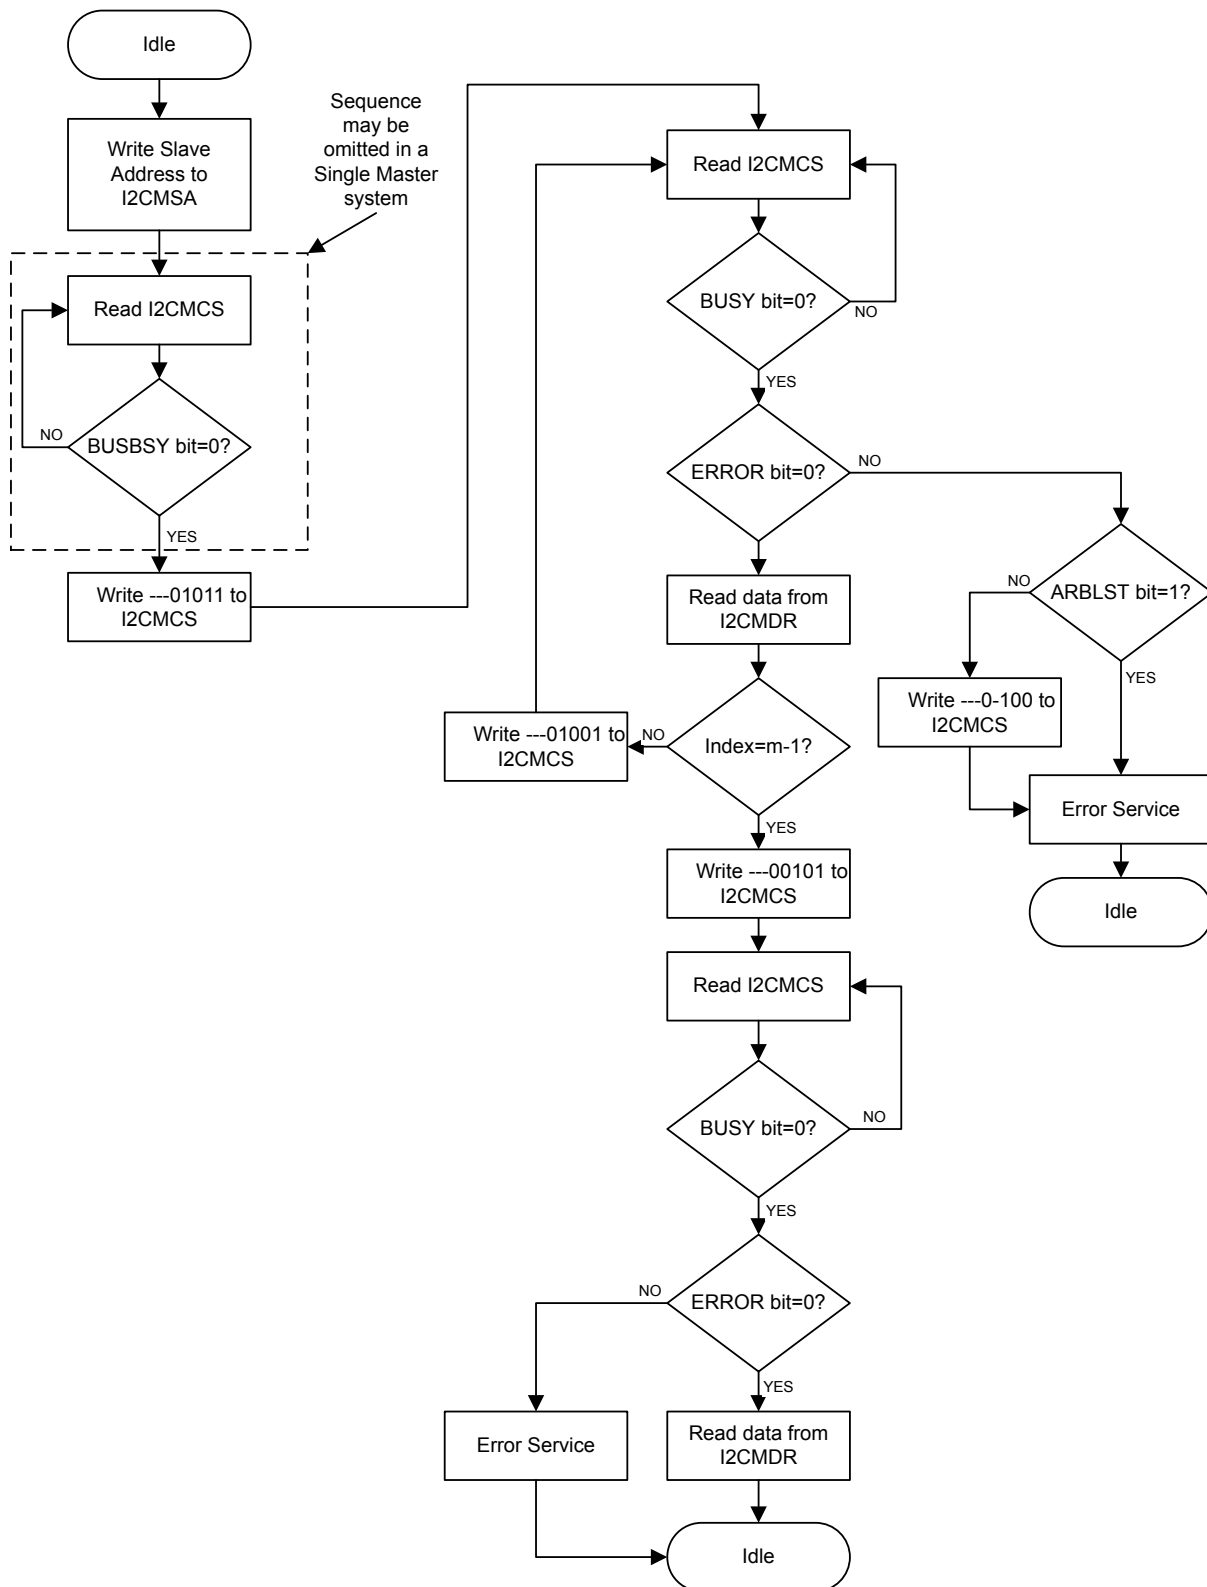 Idle
Write Slave
Address to
I2CMSA
Sequence
may be
omitted in a
Single Master
system
Read I2CMCS
BUSBSY bit=0?
NO
YES
Write ---01011 to
I2CMCS
Read I2CMCS
BUSY bit=0?
NO
YES
ERROR bit=0?
NO
Read data from
I2CMDR
ARBLST bit=1?
NO
YES
Write ---0-100 to
I2CMCS
Error Service
Idle
Index=m-1?
NO
Write ---01001 to
I2CMCS
YES
Write ---00101 to
I2CMCS
Read I2CMCS
BUSY bit=0?
NO
YES
ERROR bit=0?
NO
YES
Error Service
Read data from
I2CMDR
Idle